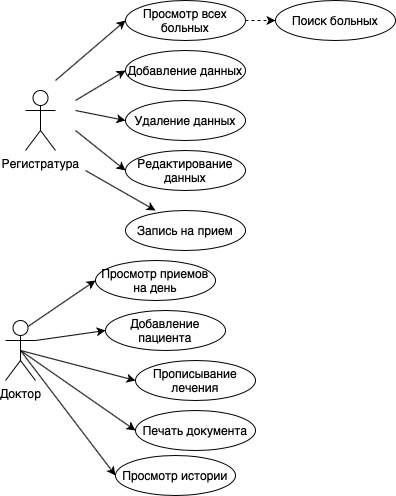 Просмотр всех
больных
Поиск больных
Добавление данных
Удаление данных
Регистратура
Редактирование
данных
Запись на прием
Просмотр приемов
на день
Добавление
пациента
Прописывание
лечения
Доктор
Печать документа
Просмотр истории